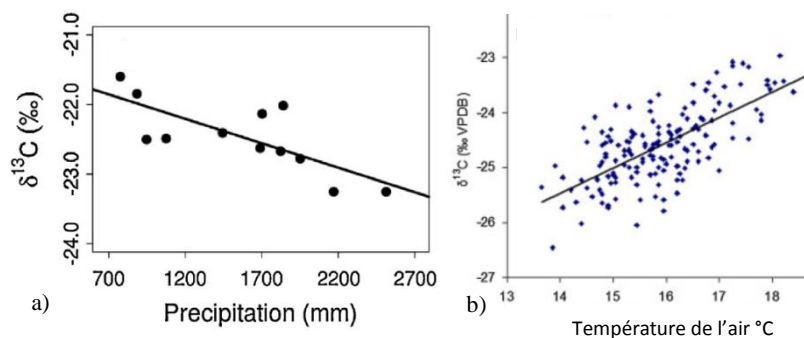 -21.0
-22.0
-23.0
-24.0
δ¹³C (‰)
700 1200 1700 2200 2700
Precipitation (mm)
a)
-23
-24
-25
-26
-27
δ¹³C (‰ VPDB)
13 14 15 16 17 18
Température de l'air °C
b)